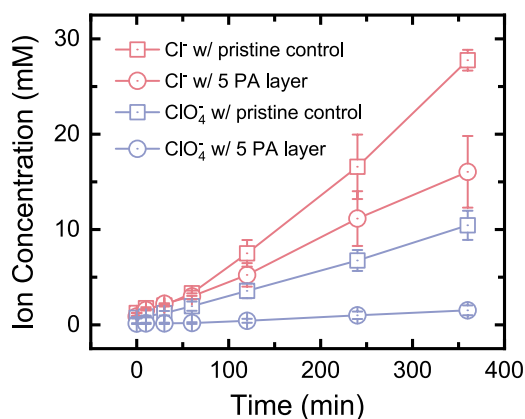 30
20
10
0
Ion Concentration (mM)
Cl⁻ w/ pristine control
Cl⁻ w/ 5 PA layer
ClO₄⁻ w/ pristine control
ClO₄⁻ w/ 5 PA layer
0 100 200 300 400
Time (min)